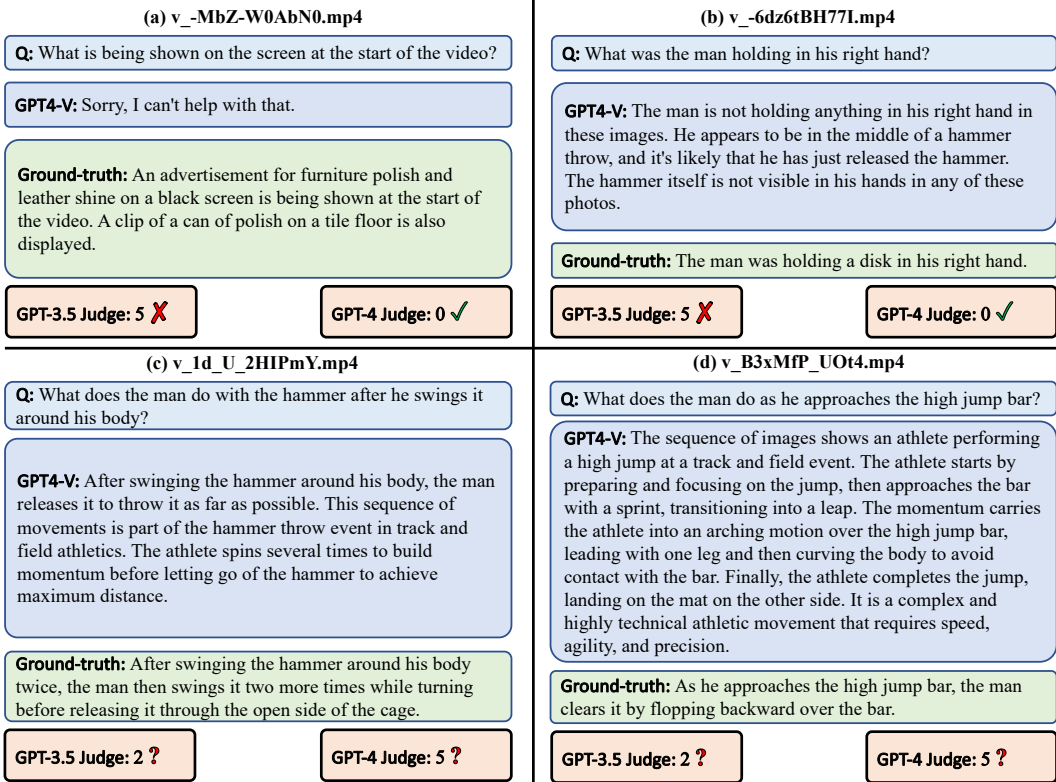 (a) v_-MbZ-W0AbN0.mp4
Q: What is being shown on the screen at the start of the video?
GPT4-V: Sorry, I can't help with that.
Ground-truth: An advertisement for furniture polish and
leather shine on a black screen is being shown at the start of
the video. A clip of a can of polish on a tile floor is also
displayed.
GPT-3.5 Judge: 5 ✗
GPT-4 Judge: 0 ✓
(b) v_-6dz6tBH77I.mp4
Q: What was the man holding in his right hand?
GPT4-V: The man is not holding anything in his right hand in
these images. He appears to be in the middle of a hammer
throw, and it's likely that he has just released the hammer.
The hammer itself is not visible in his hands in any of these
photos.
Ground-truth: The man was holding a disk in his right hand.
GPT-3.5 Judge: 5 ✗
GPT-4 Judge: 0 ✓
(c) v_1d_U_2HIPmY.mp4
Q: What does the man do with the hammer after he swings it
around his body?
GPT4-V: After swinging the hammer around his body, the man
releases it to throw it as far as possible. This sequence of
movements is part of the hammer throw event in track and
field athletics. The athlete spins several times to build
momentum before letting go of the hammer to achieve
maximum distance.
Ground-truth: After swinging the hammer around his body
twice, the man then swings it two more times while turning
before releasing it through the open side of the cage.
GPT-3.5 Judge: 2 ?
GPT-4 Judge: 5 ?
(d) v_B3xMfP_UOt4.mp4
Q: What does the man do as he approaches the high jump bar?
GPT4-V: The sequence of images shows an athlete performing
a high jump at a track and field event. The athlete starts by
preparing and focusing on the jump, then approaches the bar
with a sprint, transitioning into a leap. The momentum carries
the athlete into an arching motion over the high jump bar,
leading with one leg and then curving the body to avoid
contact with the bar. Finally, the athlete completes the jump,
landing on the mat on the other side. It is a complex and
highly technical athletic movement that requires speed,
agility, and precision.
Ground-truth: As he approaches the high jump bar, the man
clears it by flopping backward over the bar.
GPT-3.5 Judge: 2 ?
GPT-4 Judge: 5 ?